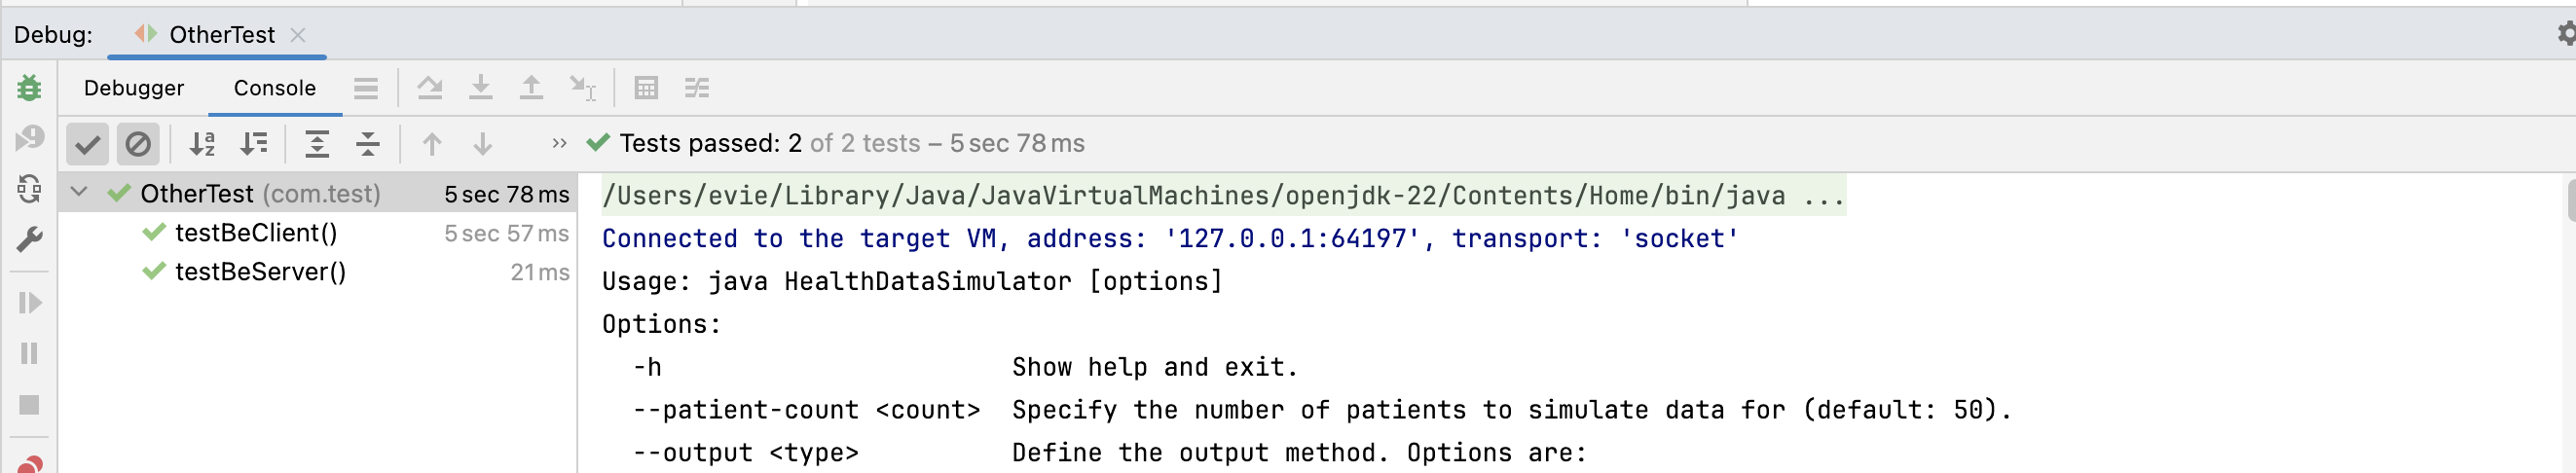 Debug: OtherTest
Debugger Console
Tests passed: 2 of 2 tests – 5 sec 78 ms
OtherTest (com.test) 5 sec 78 ms
testBeClient() 5 sec 57 ms
testBeServer() 21 ms
/Users/evie/Library/Java/JavaVirtualMachines/openjdk-22/Contents/Home/bin/java ...
Connected to the target VM, address: '127.0.0.1:64197', transport: 'socket'
Usage: java HealthDataSimulator [options]
Options:
-h Show help and exit.
--patient-count <count> Specify the number of patients to simulate data for (default: 50).
--output <type> Define the output method. Options are: